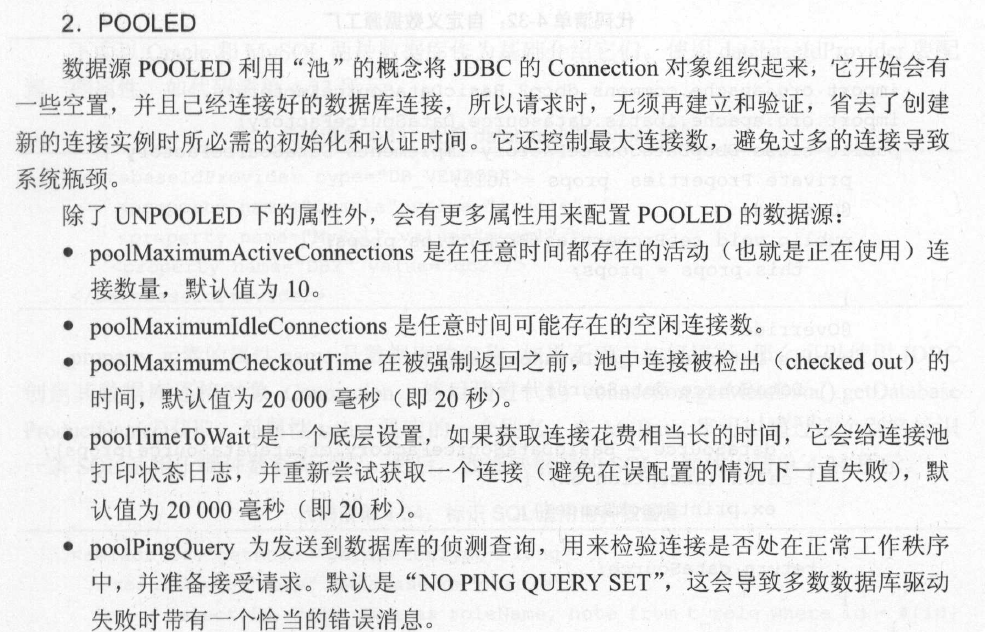 2. POOLED
数据源 POOLED 利用“池”的概念将 JDBC 的 Connection 对象组织起来，它开始会有
一些空置，并且已经连接好的数据库连接，所以请求时，无须再建立和验证，省去了创建
新的连接实例时所必需的初始化和认证时间。它还控制最大连接数，避免过多的连接导致
系统瓶颈。
除了 UNPOOLED 下的属性外，会有更多属性用来配置 POOLED 的数据源：
● poolMaximumActiveConnections 是在任意时间都存在的活动（也就是正在使用）连
接数量，默认值为 10。
● poolMaximumIdleConnections 是任意时间可能存在的空闲连接数。
● poolMaximumCheckoutTime 在被强制返回之前，池中连接被检出（checked out）的
时间，默认值为 20 000 毫秒（即 20 秒）。
● poolTimeToWait 是一个底层设置，如果获取连接花费相当长的时间，它会给连接池
打印状态日志，并重新尝试获取一个连接（避免在误配置的情况下一直失败），默
认值为 20 000 毫秒（即 20 秒）。
● poolPingQuery 为发送到数据库的侦测查询，用来检验连接是否处在正常工作秩序
中，并准备接受请求。默认是“NO PING QUERY SET”，这会导致多数数据库驱动
失败时带有一个恰当的错误消息。